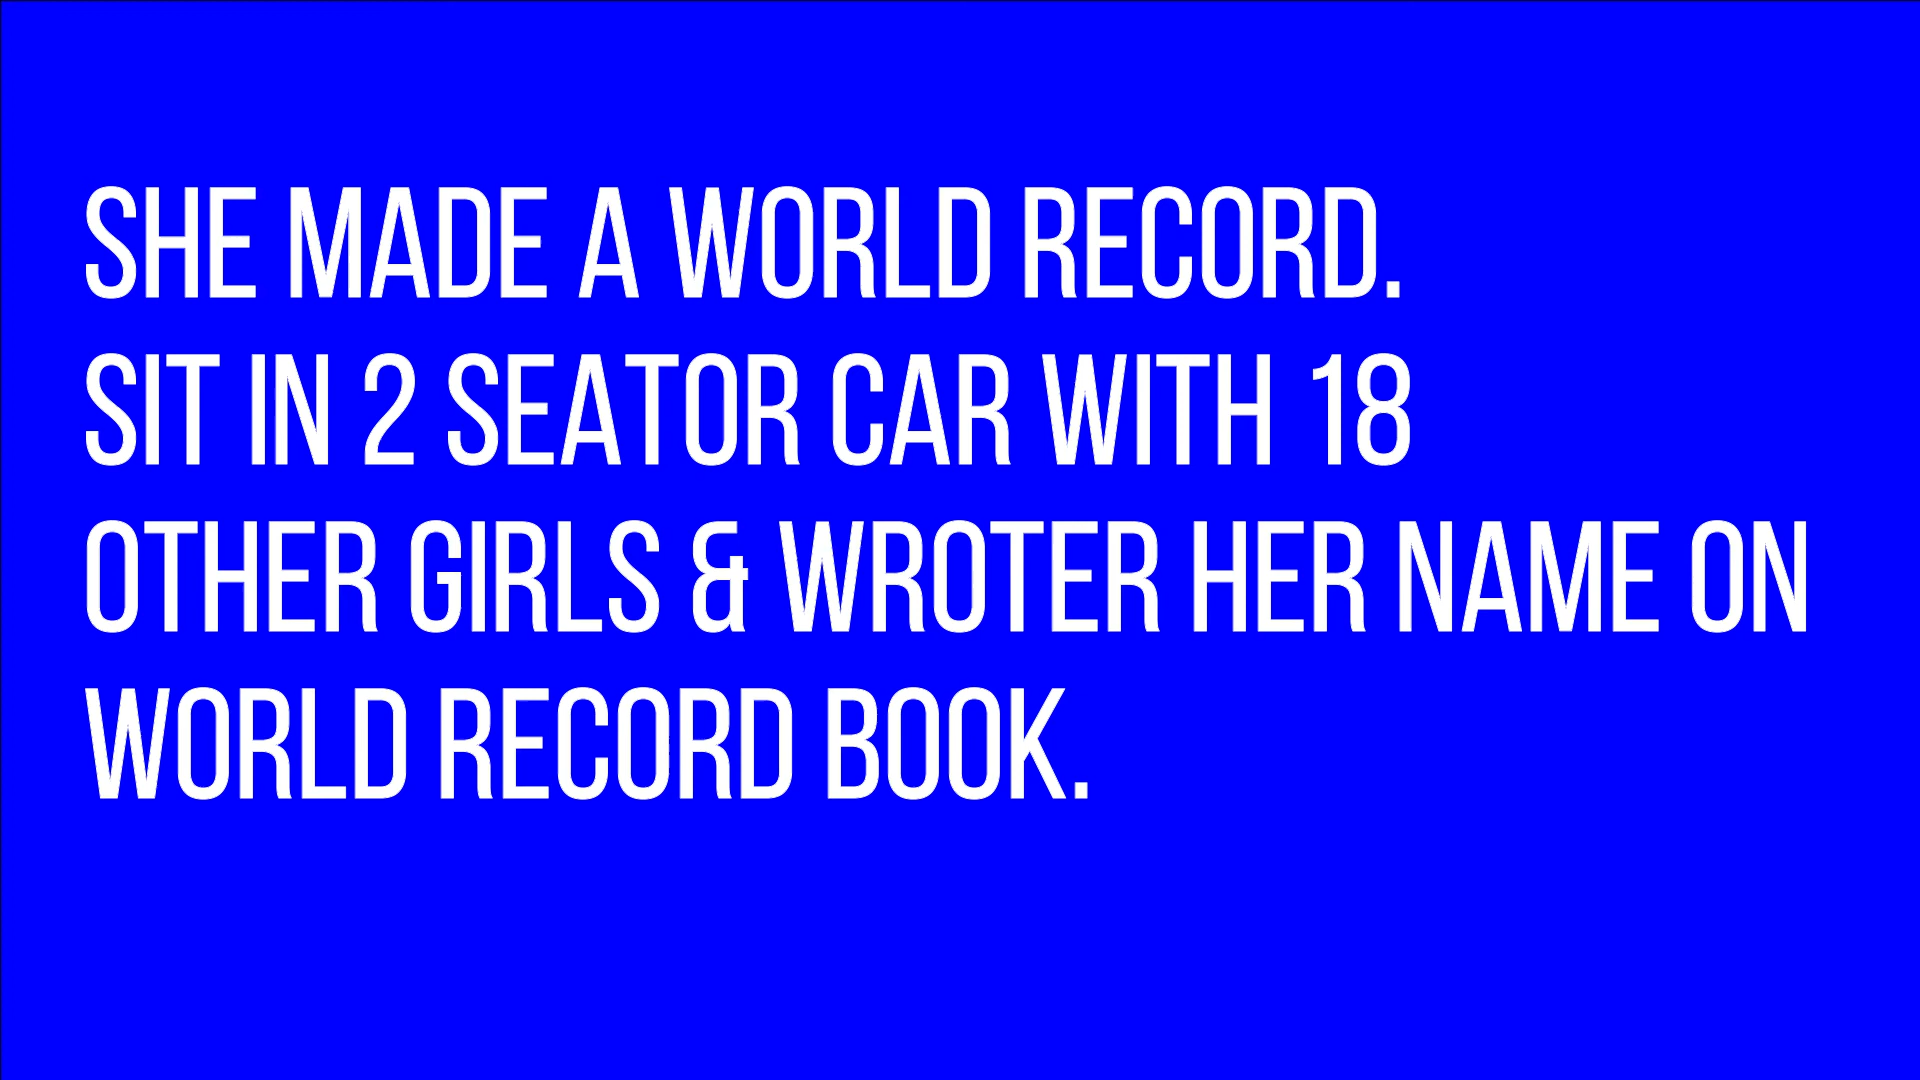 SHE MADE A WORLD RECORD.
SIT IN 2 SEATOR CAR WITH 18
OTHER GIRLS & WROTER HER NAME ON
WORLD RECORD BOOK.